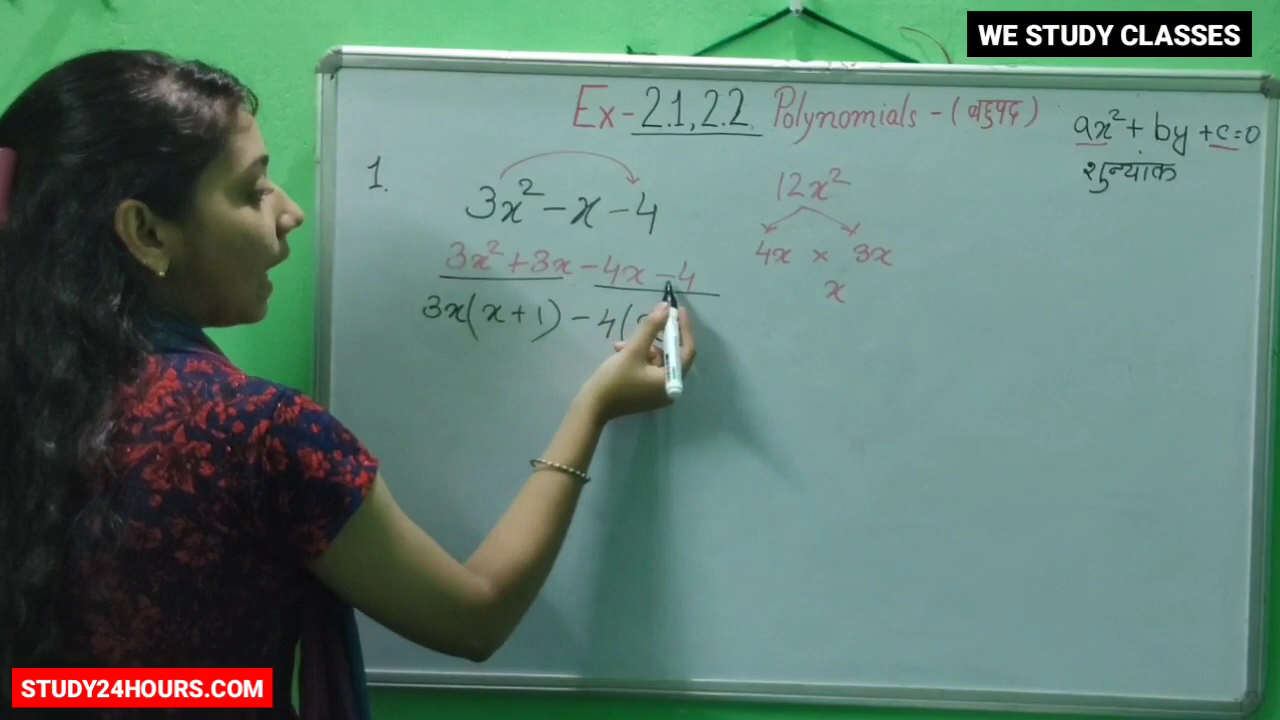 WE STUDY CLASSES
Ex-2.1, 2.2 Polynomials - (बहुपद)
ax² + by + c = 0
शुन्यांक
1.
3x² - x - 4
12x²
3x² + 3x - 4x - 4
4x × 3x
x
3x(x + 1) - 4(
STUDY24HOURS.COM